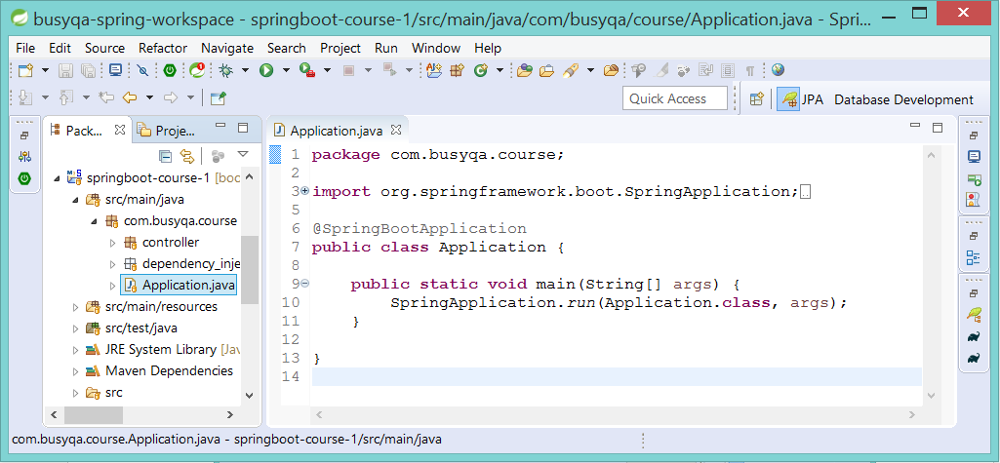 busyqa-spring-workspace - springboot-course-1/src/main/java/com/busyqa/course/Application.java - Spri...
File Edit Source Refactor Navigate Search Project Run Window Help
Quick Access
JPA Database Development
Pack... Proje...
Application.java
springboot-course-1 [boo
src/main/java
com.busyqa.course
controller
dependency_inje
Application.java
src/main/resources
src/test/java
JRE System Library [Jav
Maven Dependencies
src
1 package com.busyqa.course;
2
3 import org.springframework.boot.SpringApplication;
5
6 @SpringBootApplication
7 public class Application {
8
9 public static void main(String[] args) {
10 SpringApplication.run(Application.class, args);
11 }
12
13 }
14
com.busyqa.course.Application.java - springboot-course-1/src/main/java